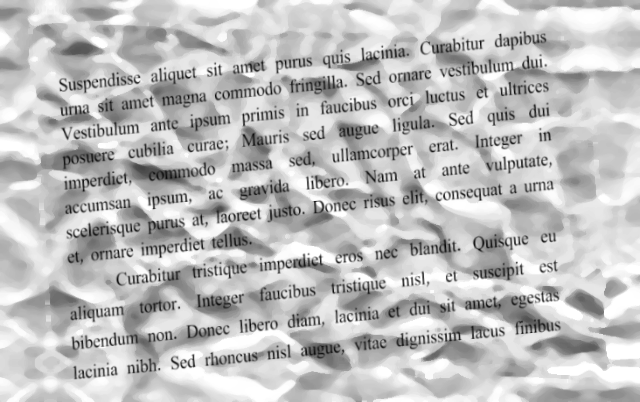 Suspendisse aliquet sit amet purus quis lacinia. Curabitur dapibus
urna sit amet magna commodo fringilla. Sed ornare vestibulum dui.
Vestibulum ante ipsum primis in faucibus orci luctus et ultrices
posuere cubilia curae; Mauris sed augue ligula. Sed quis dui
imperdiet, commodo massa sed, ullamcorper erat. Integer in
accumsan ipsum, ac gravida libero. Nam at ante vulputate,
scelerisque purus at, laoreet justo. Donec risus elit, consequat a urna
et, ornare imperdiet tellus.
Curabitur tristique imperdiet eros nec blandit. Quisque eu
aliquam tortor. Integer faucibus tristique nisl, et suscipit est
bibendum non. Donec libero diam, lacinia et dui sit amet, egestas
lacinia nibh. Sed rhoncus nisl augue, vitae dignissim lacus finibus